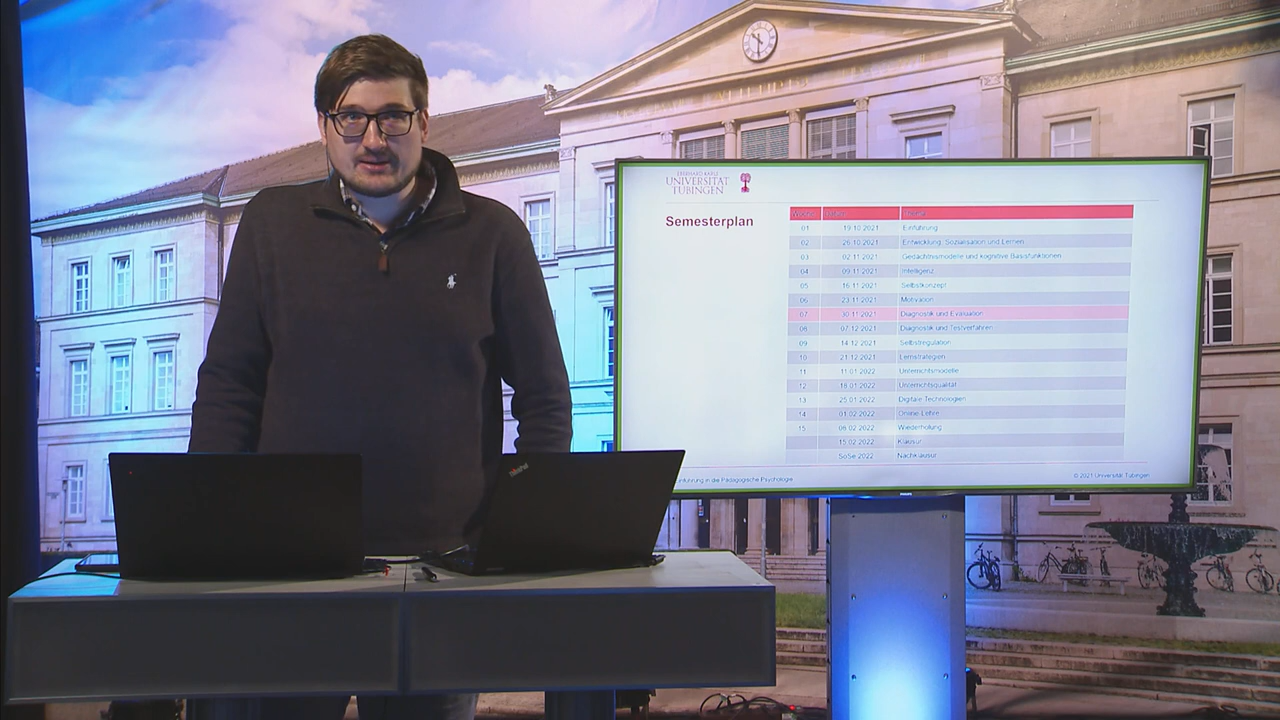 EBERHARD KARLS
UNIVERSITÄT
TÜBINGEN
Semesterplan
Woche Datum Thema
01 19.10.2021 Einführung
02 26.10.2021 Entwicklung, Sozialisation und Lernen
03 02.11.2021 Gedächtnismodelle und kognitive Basisfunktionen
04 09.11.2021 Intelligenz
05 16.11.2021 Selbstkonzept
06 23.11.2021 Motivation
07 30.11.2021 Diagnostik und Evaluation
08 07.12.2021 Diagnostik und Testverfahren
09 14.12.2021 Selbstregulation
10 21.12.2021 Lernstrategien
11 11.01.2022 Unterrichtsmodelle
12 18.01.2022 Unterrichtsqualität
13 25.01.2022 Digitale Technologien
14 01.02.2022 Online-Lehre
15 08.02.2022 Wiederholung
15.02.2022 Klausur
SoSe 2022 Nachklausur
Einführung in die Pädagogische Psychologie
© 2021 Universität Tübingen
PHILIPS
ThinkPad